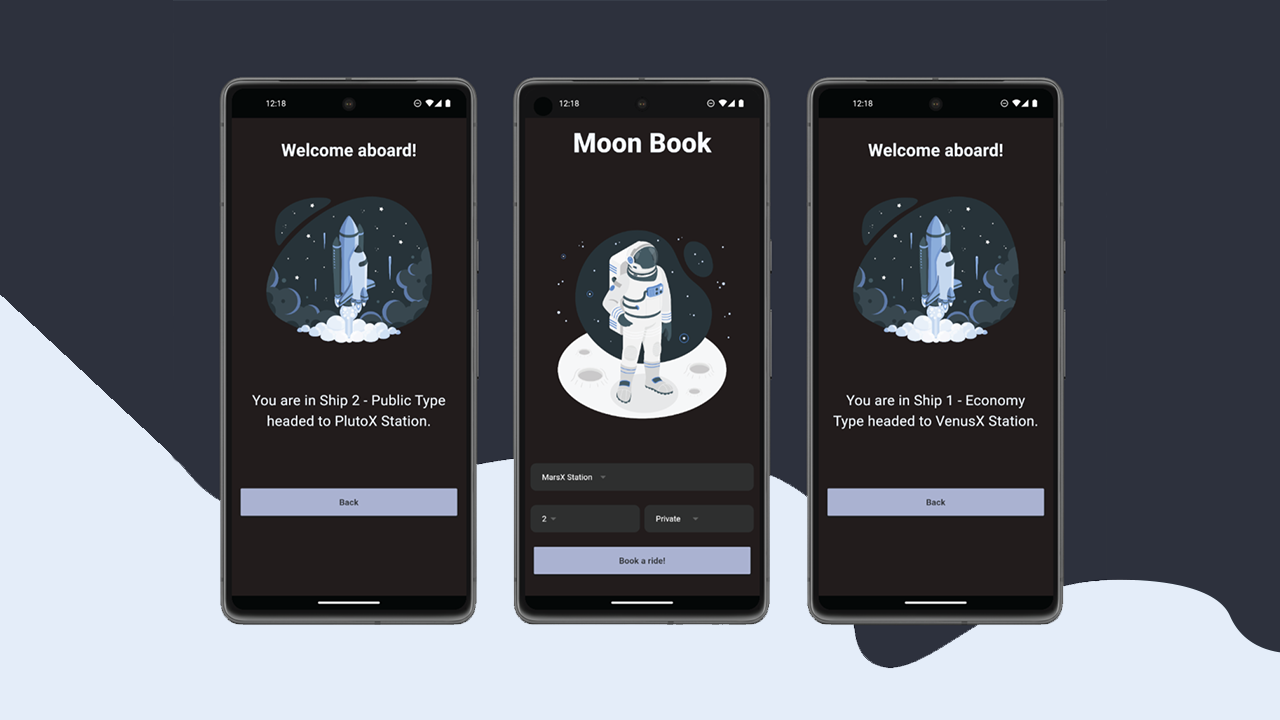 12:18
Welcome aboard!
You are in Ship 2 - Public Type
headed to PlutoX Station.
Back
12:18
Moon Book
MarsX Station
2
Private
Book a ride!
12:18
Welcome aboard!
You are in Ship 1 - Economy
Type headed to VenusX Station.
Back